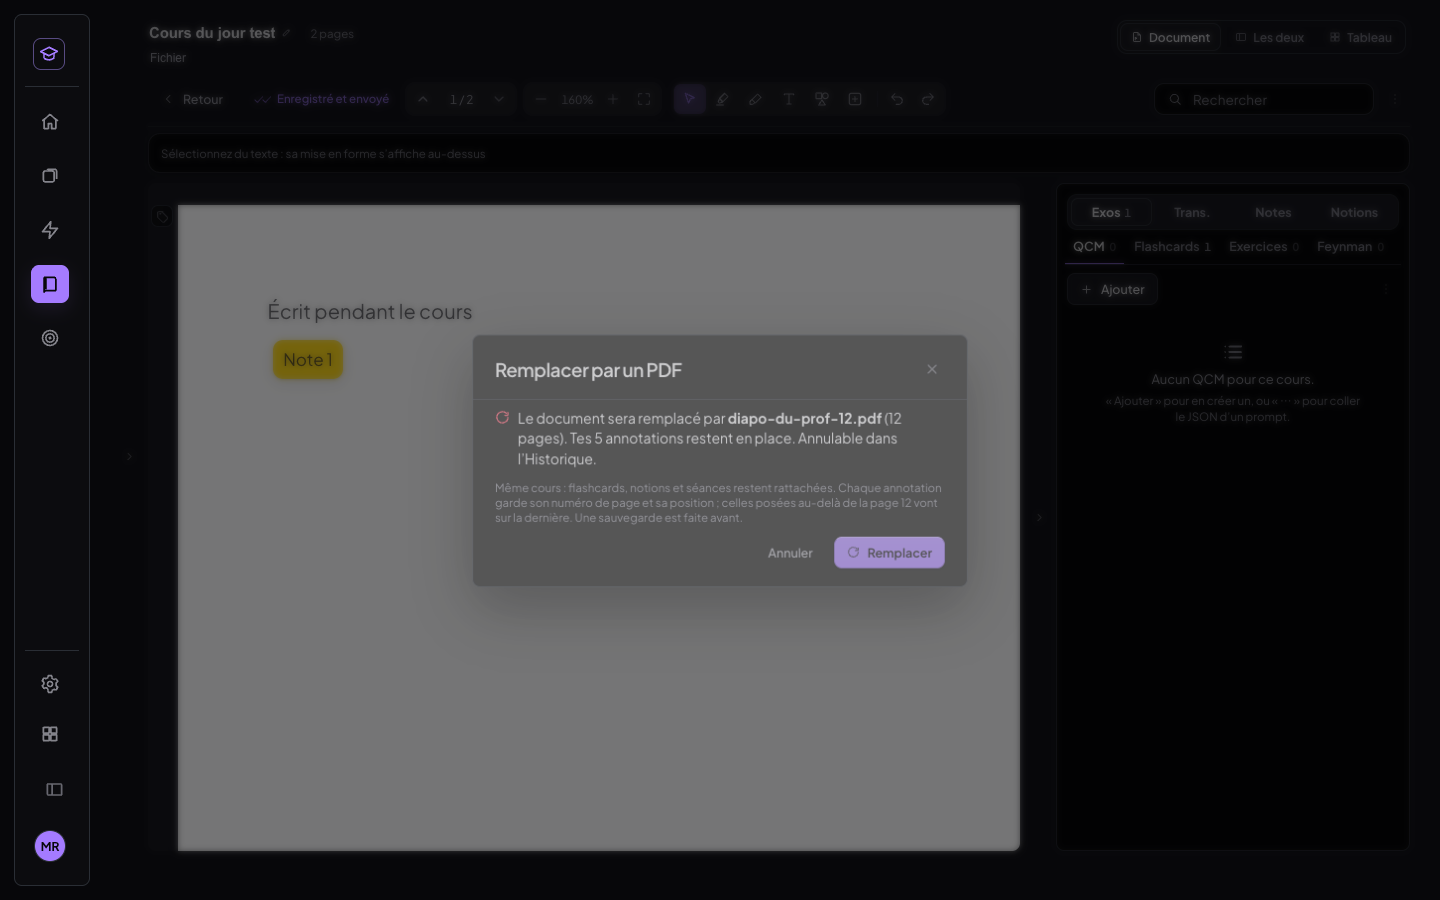 Cours du jour test
2 pages
Fichier
Document
Les deux
Tableau
Retour
Enregistré et envoyé
1 / 2
160%
Rechercher
Sélectionnez du texte : sa mise en forme s'affiche au-dessus
Écrit pendant le cours
Note 1
Exos 1
Trans.
Notes
Notions
QCM 0
Flashcards 1
Exercices 0
Feynman 0
Ajouter
Aucun QCM pour ce cours.
« Ajouter » pour en créer un, ou « ··· » pour coller
le JSON d'un prompt.
Remplacer par un PDF
Le document sera remplacé par diapo-du-prof-12.pdf (12
pages). Tes 5 annotations restent en place. Annulable dans
l'Historique.
Même cours : flashcards, notions et séances restent rattachées. Chaque annotation
garde son numéro de page et sa position ; celles posées au-delà de la page 12 vont
sur la dernière. Une sauvegarde est faite avant.
Annuler
Remplacer
MR